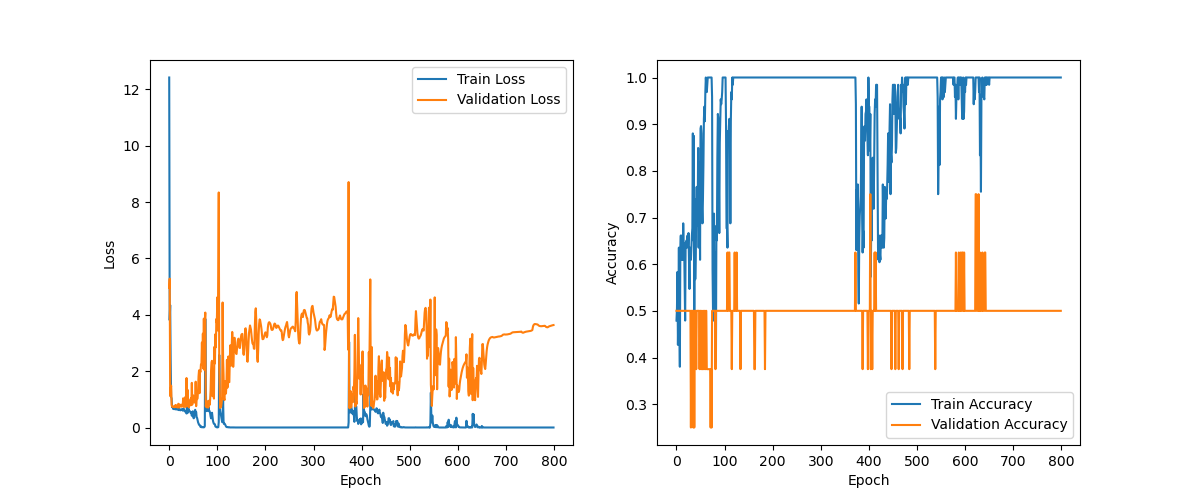 Train Loss
Validation Loss
12
10
8
6
4
2
0
Loss
0 100 200 300 400 500 600 700 800
Epoch
1.0
0.9
0.8
0.7
0.6
0.5
0.4
0.3
Accuracy
Train Accuracy
Validation Accuracy
0 100 200 300 400 500 600 700 800
Epoch